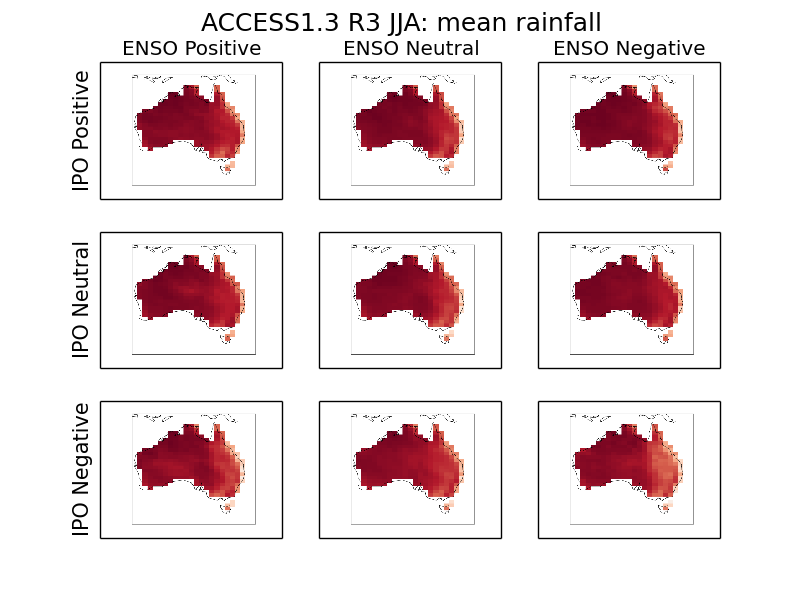 ACCESS1.3 R3 JJA: mean rainfall
ENSO Positive
ENSO Neutral
ENSO Negative
IPO Positive
IPO Neutral
IPO Negative